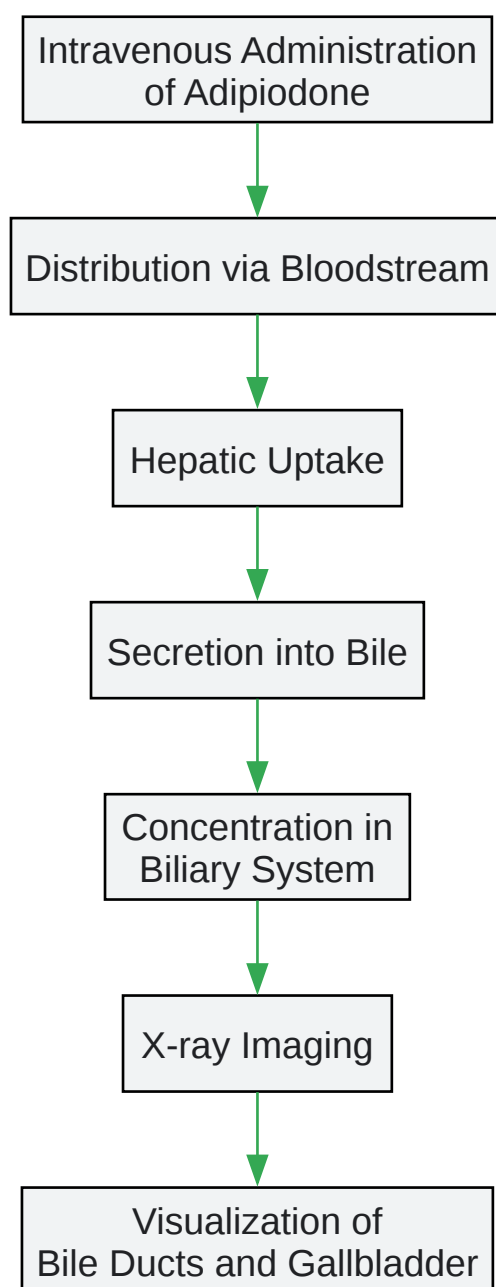 Intravenous Administration
of Adipiodone
Distribution via Bloodstream
Hepatic Uptake
Secretion into Bile
Concentration in
Biliary System
X-ray Imaging
Visualization of
Bile Ducts and Gallbladder